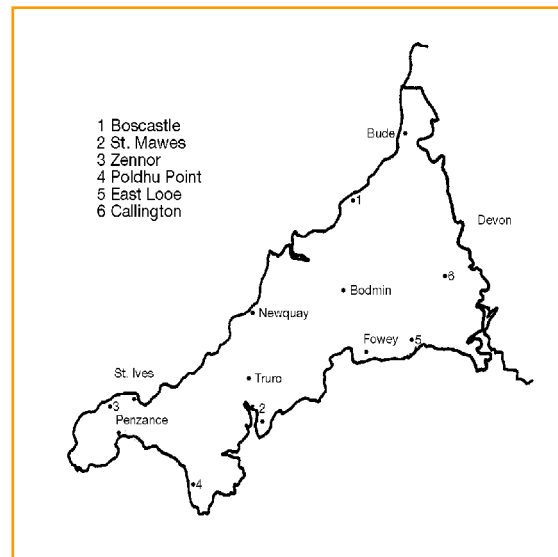 1 Boscastle
2 St. Mawes
3 Zennor
4 Poldhu Point
5 East Looe
6 Callington
Bude
1
Devon
6
Bodmin
Newquay
Fowey
5
St. Ives
Truro
3
2
Penzance
4